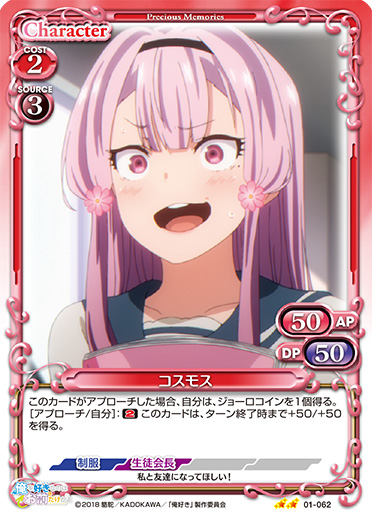 Precious Memories
Character
COST
2
SOURCE
3
50 AP
DP 50
コスモス
このカードがアプローチした場合、自分は、ジョーロコインを1個得る。
[アプローチ/自分]：2 このカードは、ターン終了時まで+50/+50
を得る。
制服 生徒会長
私と友達になってほしい！
©2018 駱駝／KADOKAWA／「俺好き」製作委員会 01-062